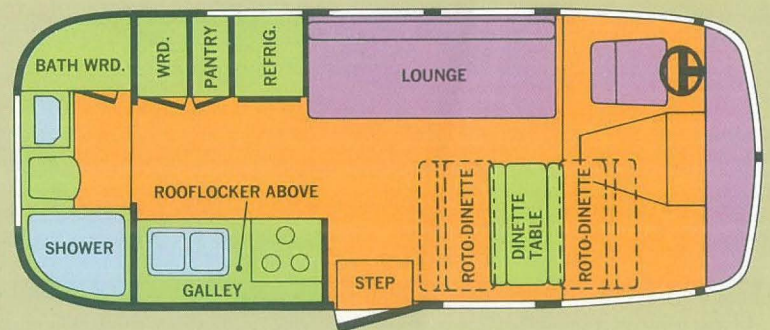 BATH WRD.
WRD.
PANTRY
REFRIG.
LOUNGE
ROOFLOCKER ABOVE
SHOWER
GALLEY
STEP
ROTO-DINETTE
DINETTE
TABLE
ROTO-DINETTE